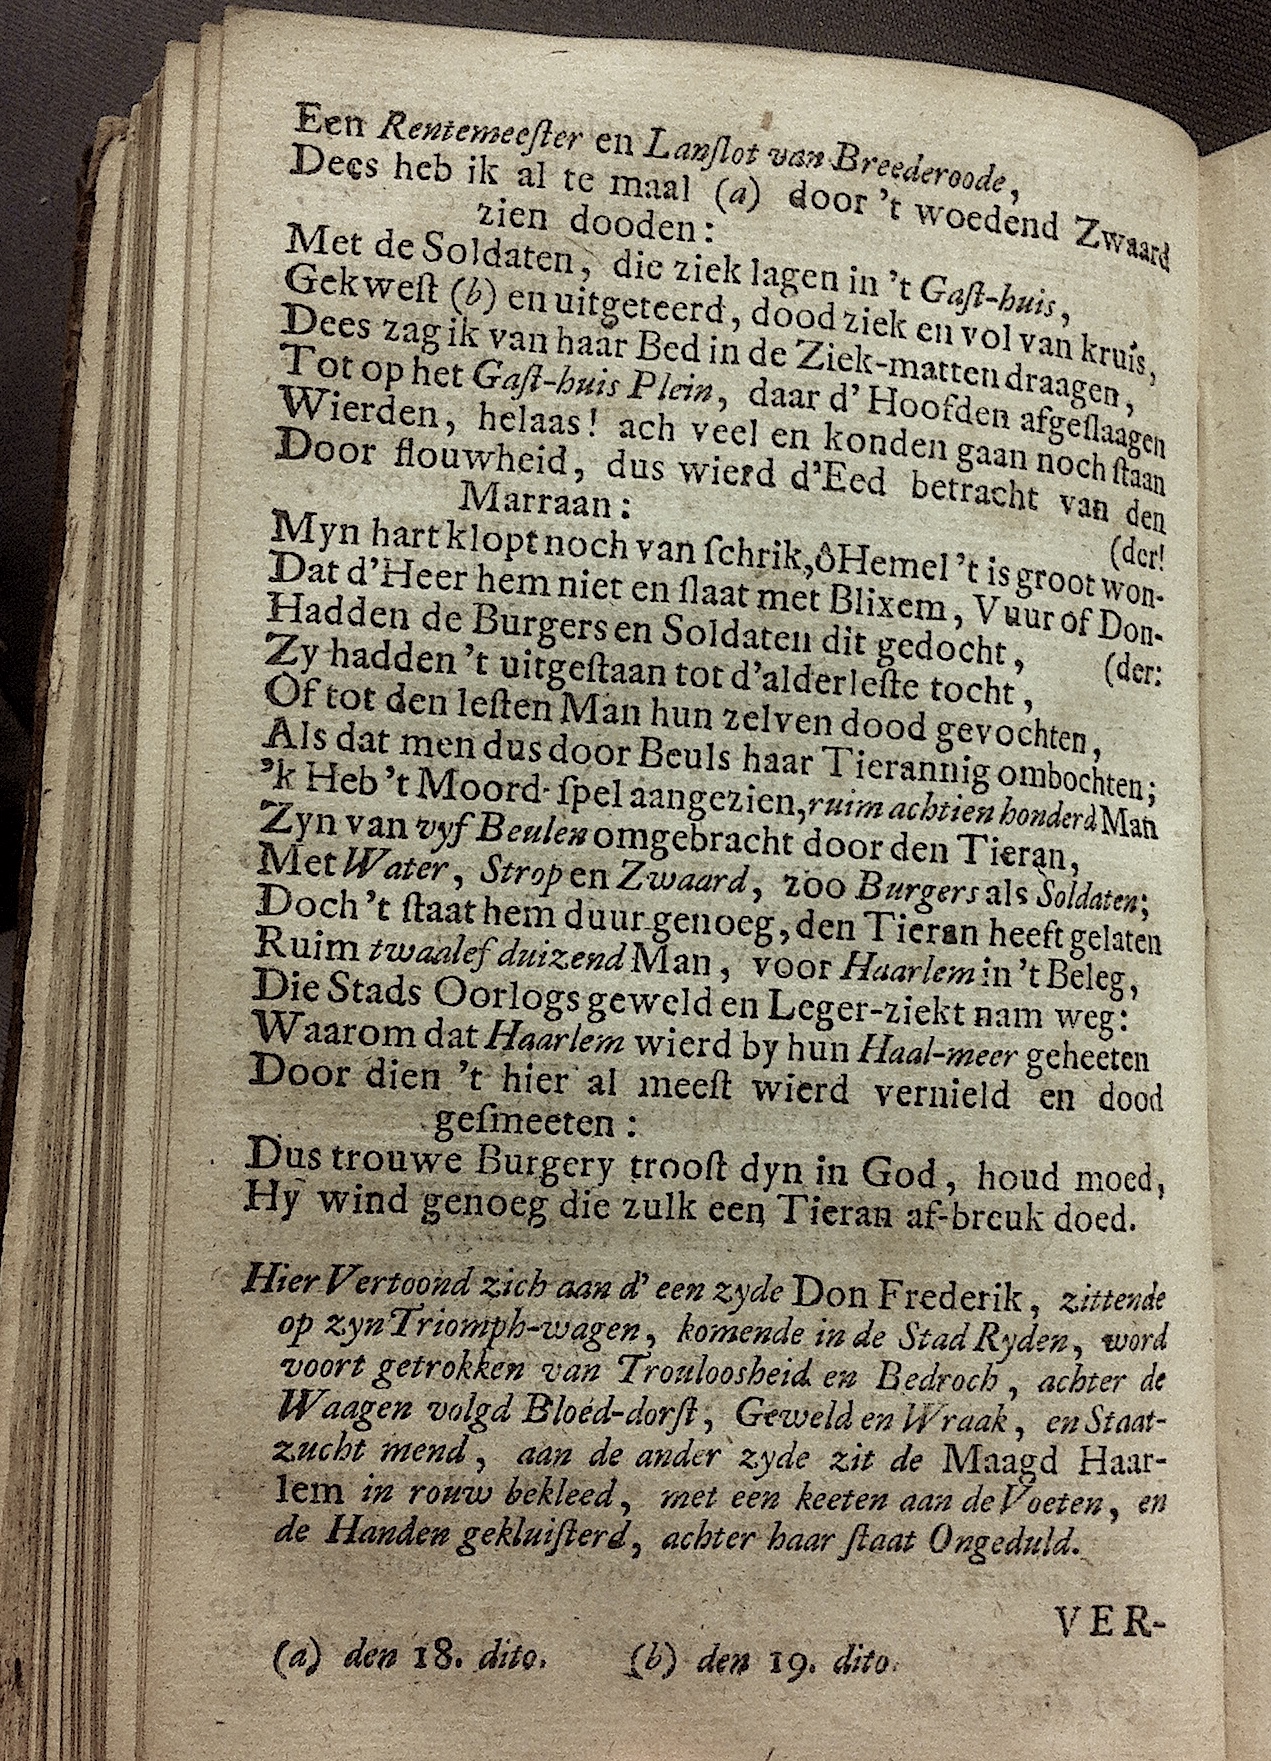 Een Rentemeeſter en Lanſlot van Breederoode,
Dees heb ik al te maal (a) door 't woedend Zwaard
zien dooden:
Met de Soldaten, die ziek lagen in 't Gaſt-huis,
Gekweſt (b) en uitgeteerd, dood ziek en vol van kruis,
Dees zag ik van haar Bed in de Ziek-matten draagen,
Tot op het Gaſt-huis Plein, daar d' Hoofden afgeſlaagen
Wierden, helaas! ach veel en konden gaan noch ſtaan
Door flouwheid, dus wierd d'Eed betracht van den
Marraan:
(der!
Myn hart klopt noch van ſchrik, ô Hemel 't is groot won-
Dat d'Heer hem niet en ſlaat met Blixem, Vuur of Don-
Hadden de Burgers en Soldaten dit gedocht, (der:
Zy hadden 't uitgeſtaan tot d'alderleſte tocht,
Of tot den leſten Man hun zelven dood gevochten,
Als dat men dus door Beuls haar Tierannig ombochten;
'k Heb 't Moord-ſpel aangezien, ruim achtien honderd Man
Zyn van vyf Beulen omgebracht door den Tieran,
Met Water, Strop en Zwaard, zoo Burgers als Soldaten;
Doch 't ſtaat hem duur genoeg, den Tieran heeft gelaten
Ruim twaalef duizend Man, voor Haarlem in 't Beleg,
Die Stads Oorlogs geweld en Leger-ziekt nam weg:
Waarom dat Haarlem wierd by hun Haal-meer geheeten
Door dien 't hier al meeſt wierd vernield en dood
geſmeeten:
Dus trouwe Burgery trooſt dyn in God, houd moed,
Hy wind genoeg die zulk een Tieran af-breuk doed.
Hier Vertoond zich aan d' een zyde Don Frederik, zittende
op zyn Triomph-wagen, komende in de Stad Ryden, word
voort getrokken van Trouloosheid en Bedroch, achter de
Waagen volgd Bloed-dorſt, Geweld en Wraak, en Staat-
zucht mend, aan de ander zyde zit de Maagd Haar-
lem in rouw bekleed, met een keeten aan de Voeten, en
de Handen gekluiſterd, achter haar ſtaat Ongeduld.
VER-
(a) den 18. dito. (b) den 19. dito.